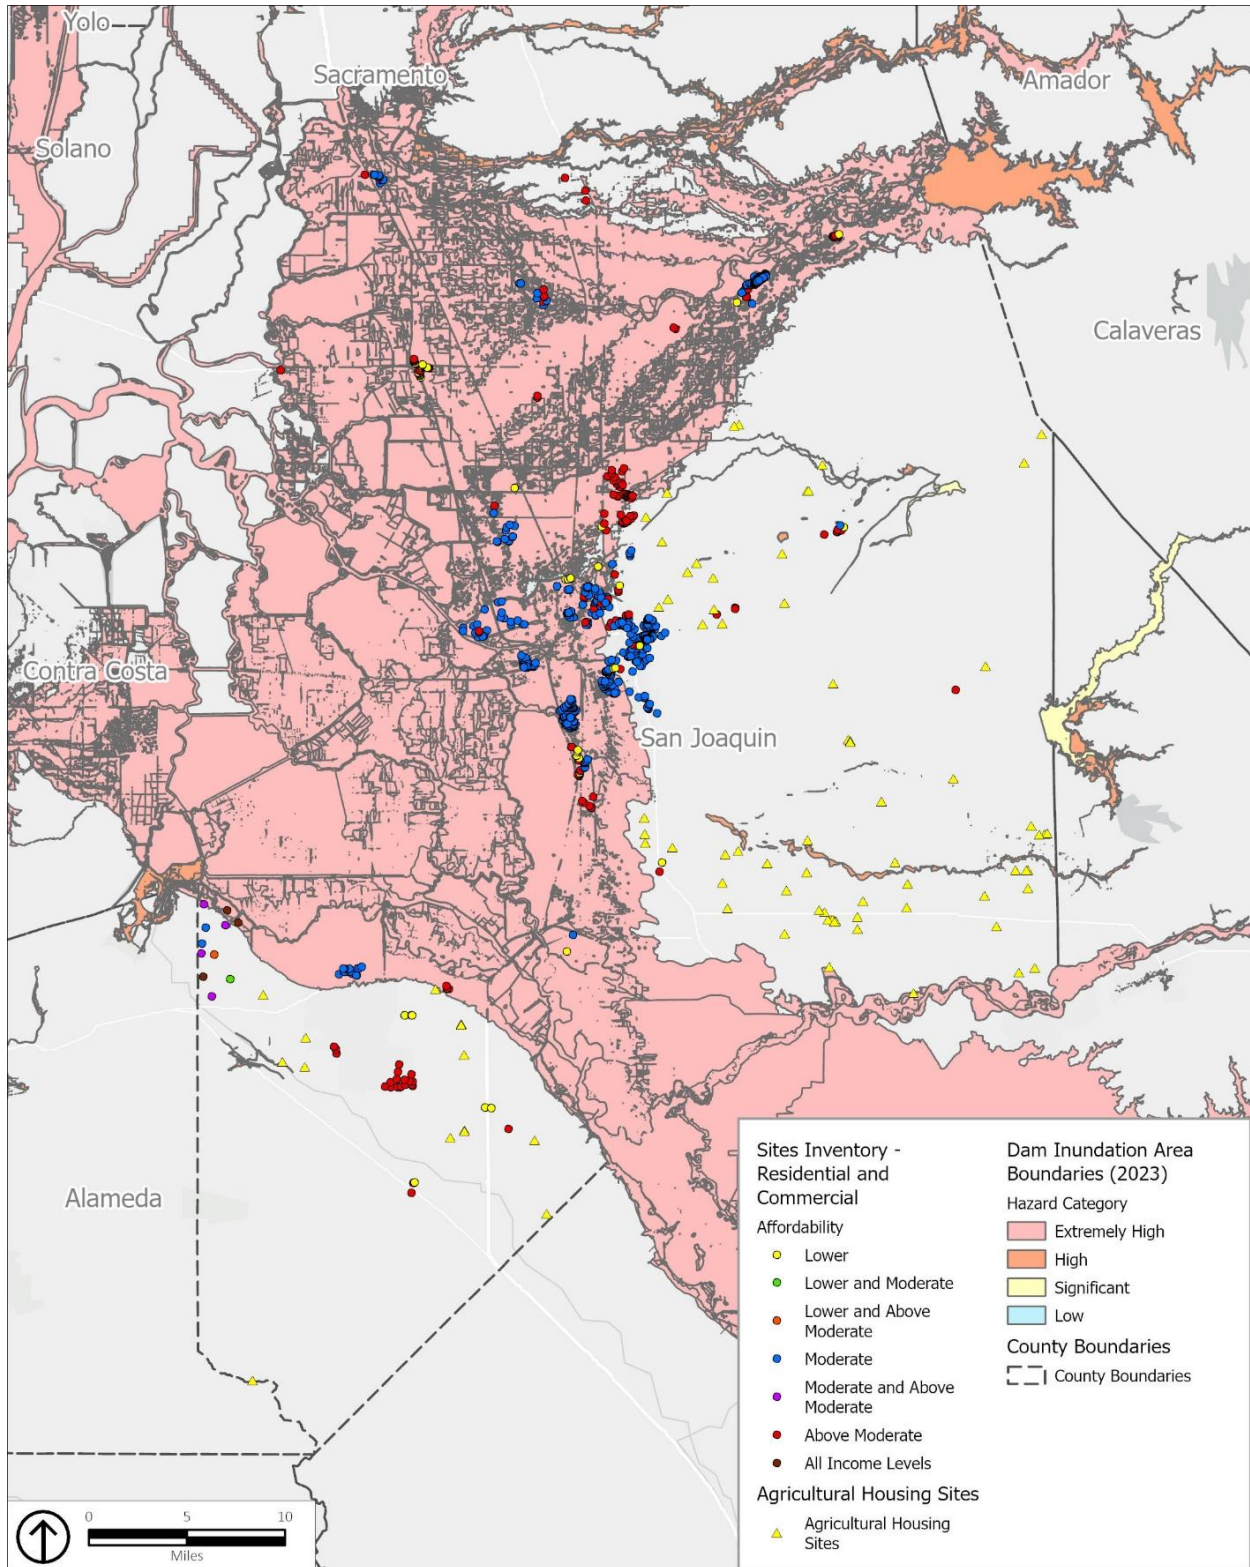 Yolo
Sacramento
Amador
Solano
Calaveras
Contra Costa
San Joaquin
Alameda
Sites Inventory -
Residential and
Commercial
Affordability
Lower
Lower and Moderate
Lower and Above
Moderate
Moderate
Moderate and Above
Moderate
Above Moderate
All Income Levels
Agricultural Housing Sites
Agricultural Housing
Sites
Dam Inundation Area
Boundaries (2023)
Hazard Category
Extremely High
High
Significant
Low
County Boundaries
County Boundaries
0 5 10
Miles